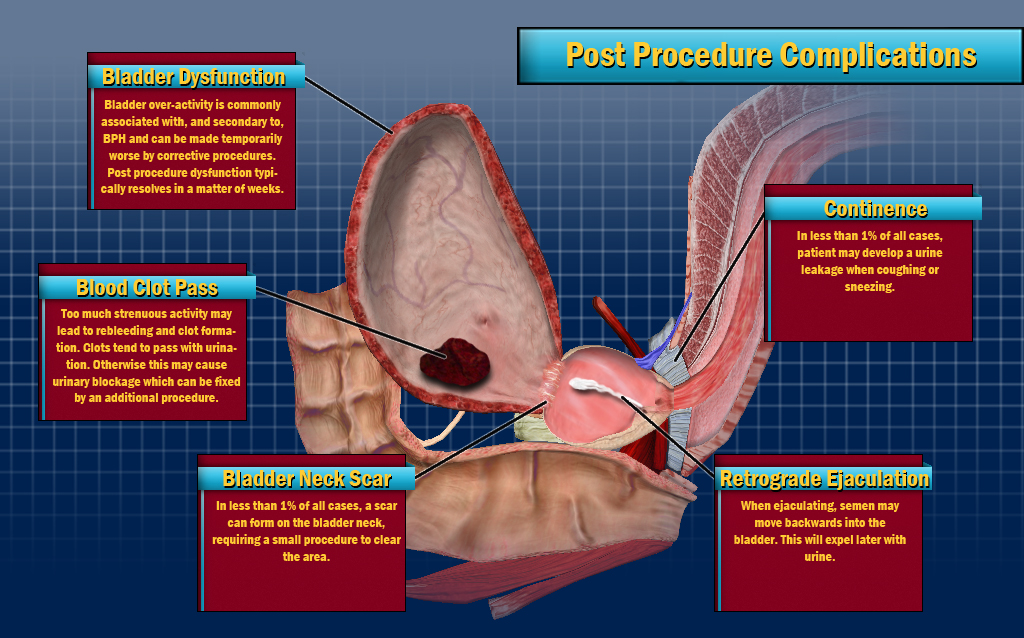 Post Procedure Complications
Bladder Dysfunction
Bladder over-activity is commonly
associated with, and secondary to,
BPH and can be made temporarily
worse by corrective procedures.
Post procedure dysfunction typi-
cally resolves in a matter of weeks.
Continence
In less than 1% of all cases,
patient may develop a urine
leakage when coughing or
sneezing.
Blood Clot Pass
Too much strenuous activity may
lead to rebleeding and clot forma-
tion. Clots tend to pass with urina-
tion. Otherwise this may cause
urinary blockage which can be fixed
by an additional procedure.
Bladder Neck Scar
In less than 1% of all cases, a scar
can form on the bladder neck,
requiring a small procedure to clear
the area.
Retrograde Ejaculation
When ejaculating, semen may
move backwards into the
bladder. This will expel later with
urine.